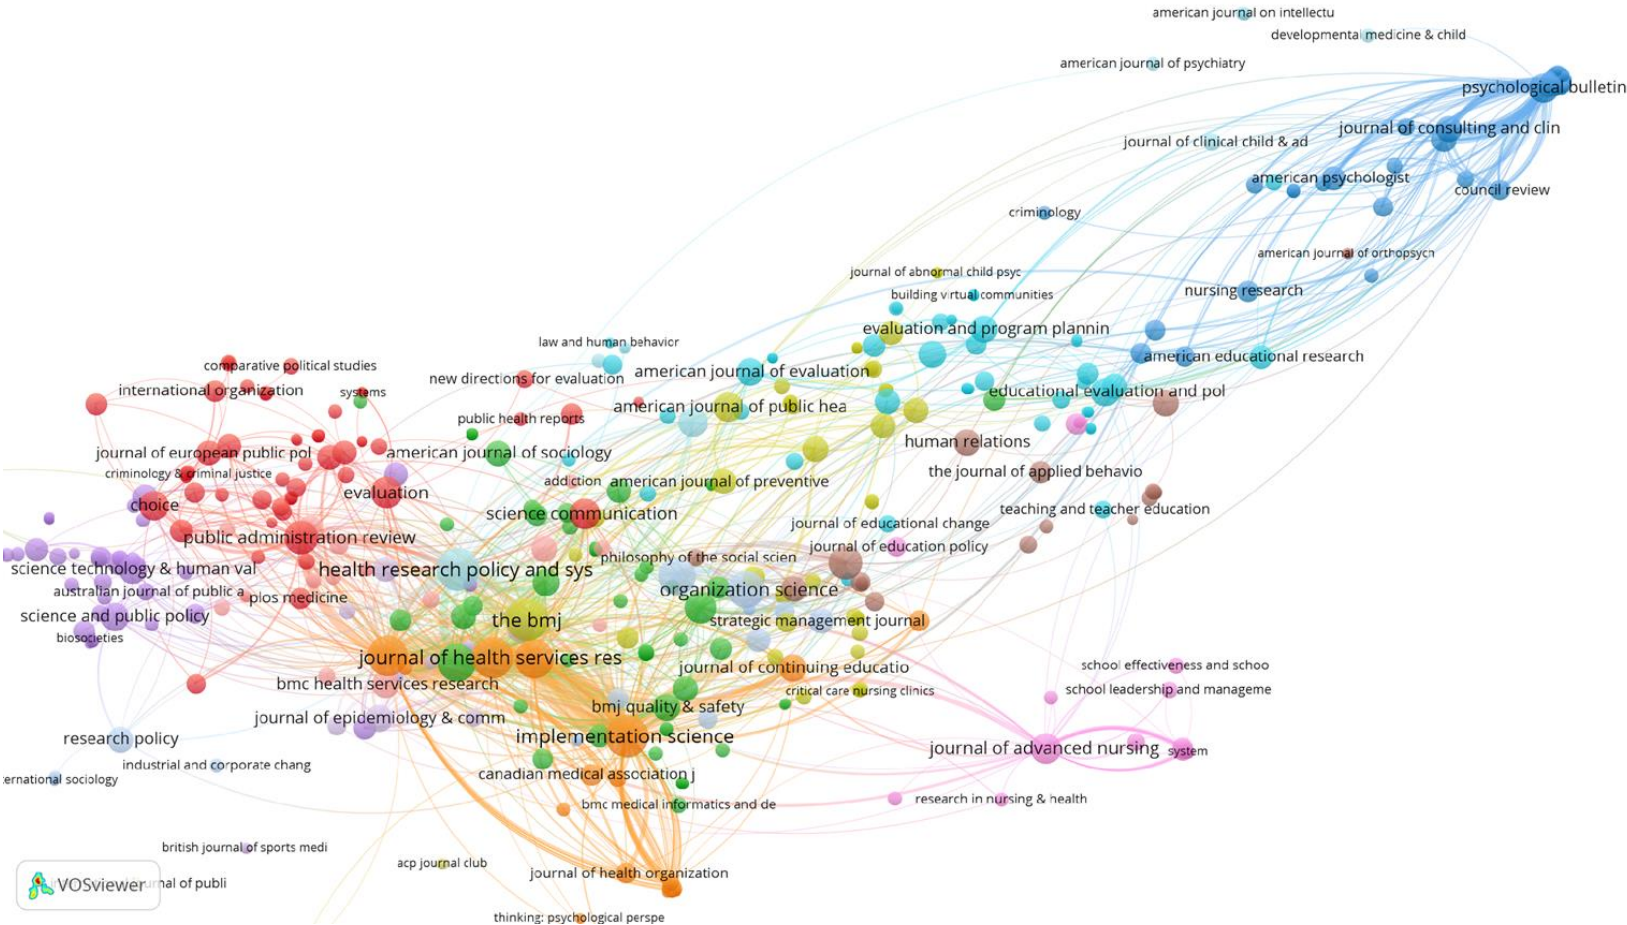 american journal on intellectu
developmental medicine & child
american journal of psychiatry
psychological bulletin
journal of consulting and clin
journal of clinical child & ad
american psychologist
council review
criminology
american journal of orthopsych
journal of abnormal child psyc
nursing research
building virtual communities
evaluation and program plannin
law and human behavior
american educational research
comparative political studies
new directions for evaluation
american journal of evaluation
international organization
systems
educational evaluation and pol
public health reports
american journal of public hea
human relations
journal of european public pol
american journal of sociology
criminology & criminal justice
the journal of applied behavio
addiction
american journal of preventive
evaluation
choice
science communication
teaching and teacher education
journal of educational change
public administration review
journal of education policy
philosophy of the social scien
science technology & human val
health research policy and sys
australian journal of public a
organization science
plos medicine
science and public policy
the bmj
strategic management journal
biosocieties
journal of health services res
journal of continuing educatio
school effectiveness and schoo
bmc health services research
critical care nursing clinics
school leadership and manageme
bmj quality & safety
journal of epidemiology & comm
research policy
implementation science
journal of advanced nursing
system
industrial and corporate chang
canadian medical association j
ternational sociology
bmc medical informatics and de
research in nursing & health
british journal of sports medi
acp journal club
journal of health organization
VOSviewer
rnal of publi
thinking: psychological perspe